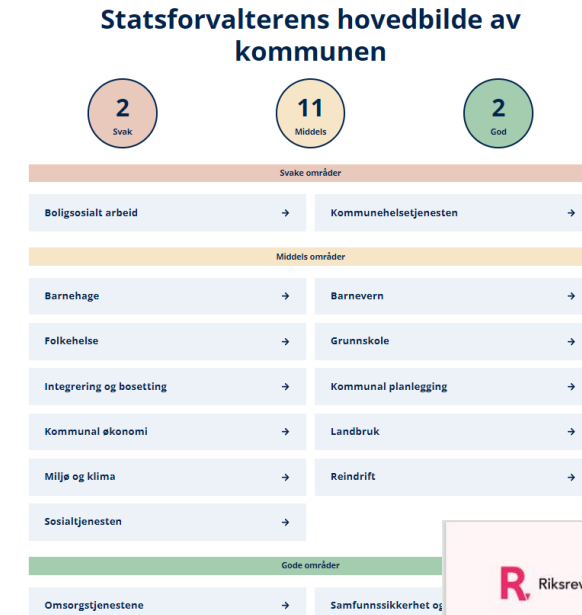 Statsforvalterens hovedbilde av
kommunen
2 11 2
Svak Middels God
Svake områder
Boligsosialt arbeid → Kommunehelsetjenesten →
Middels områder
Barnehage → Barnevern →
Folkehelse → Grunnskole →
Integrering og bosetting → Kommunal planlegging →
Kommunal økonomi → Landbruk →
Miljø og klima → Reindrift →
Sosialtjenesten →
Gode områder
R Riksrev
Omsorgstjenestene → Samfunnssikkerhet og